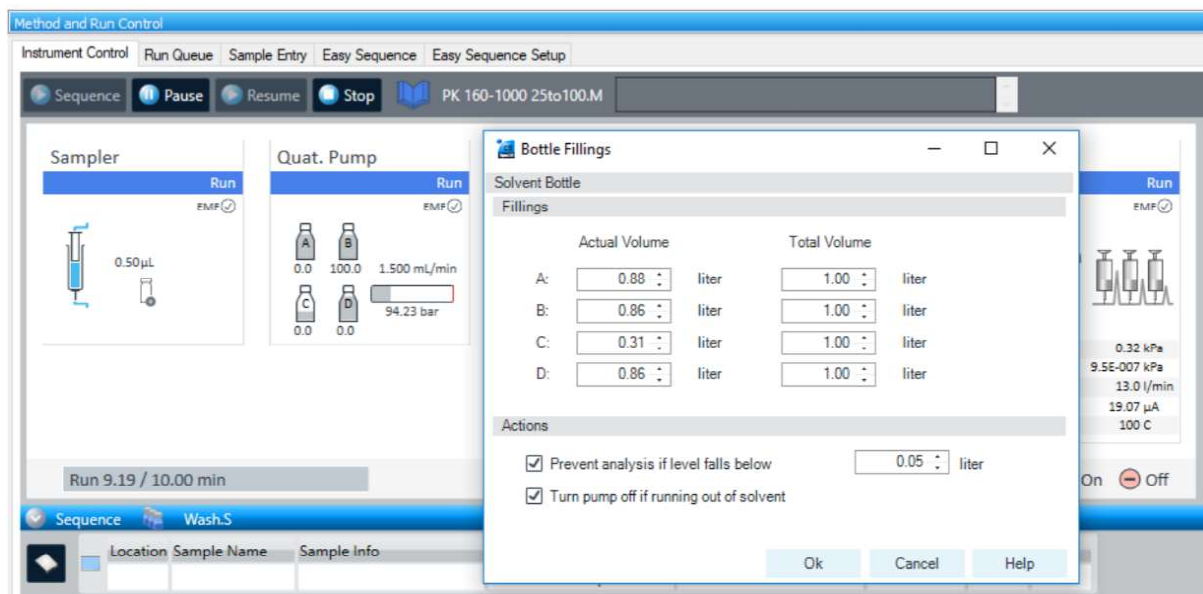 Method and Run Control
Instrument Control Run Queue Sample Entry Easy Sequence Easy Sequence Setup
Sequence Pause Resume Stop PK 160-1000 25to100.M
Sampler
Run
EMF
0.50 µL
Quat. Pump
Run
EMF
A B
0.0 100.0 1.500 mL/min
C D
94.23 bar
0.0 0.0
Bottle Fillings
Solvent Bottle
Fillings
Actual Volume Total Volume
A: 0.88 liter 1.00 liter
B: 0.86 liter 1.00 liter
C: 0.31 liter 1.00 liter
D: 0.86 liter 1.00 liter
Actions
Prevent analysis if level falls below 0.05 liter
Turn pump off if running out of solvent
Ok Cancel Help
Run
EMF
0.32 kPa
9.5E-007 kPa
13.0 l/min
19.07 µA
100 C
Run 9.19 / 10.00 min
On Off
Sequence Wash.S
Location Sample Name Sample Info